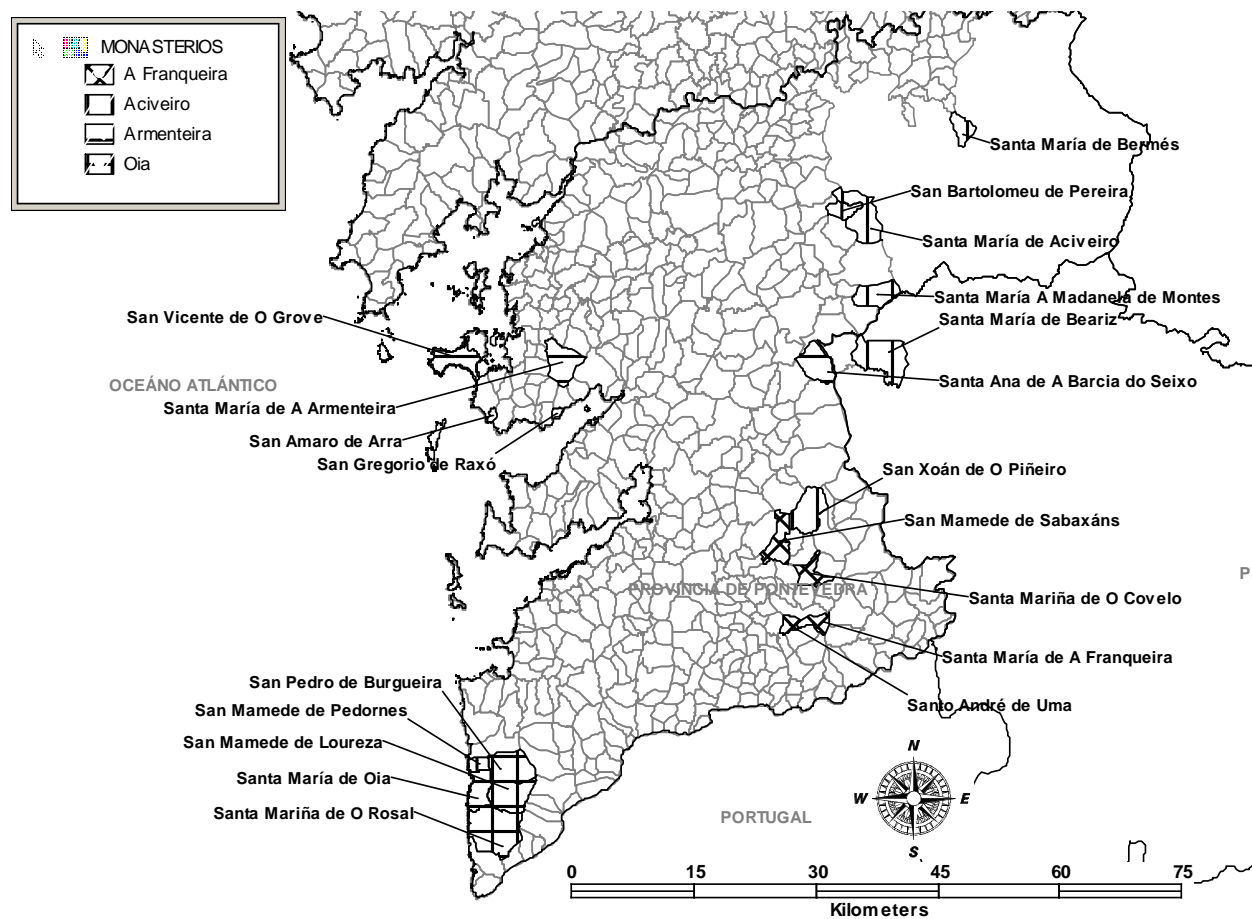 MONASTERIOS
A Franqueira
Aciveiro
Armenteira
Oia
Santa María de Bermés
San Bartolomeu de Pereira
Santa María de Aciveiro
Santa María A Madanela de Montes
San Vicente de O Grove
Santa María de Beariz
OCEÁNO ATLÁNTICO
Santa Ana de A Barcia do Seixo
Santa María de A Armenteira
San Amaro de Arra
San Gregorio de Raxó
San Xoán de O Piñeiro
San Mamede de Sabaxáns
P
PROVINCIA DE PONTEVEDRA
Santa Mariña de O Covelo
Santa María de A Franqueira
San Pedro de Burgueira
Santo André de Uma
San Mamede de Pedornes
San Mamede de Loureza
N
Santa María de Oia
W E
Santa Mariña de O Rosal
PORTUGAL
S
0 15 30 45 60 75
Kilometers